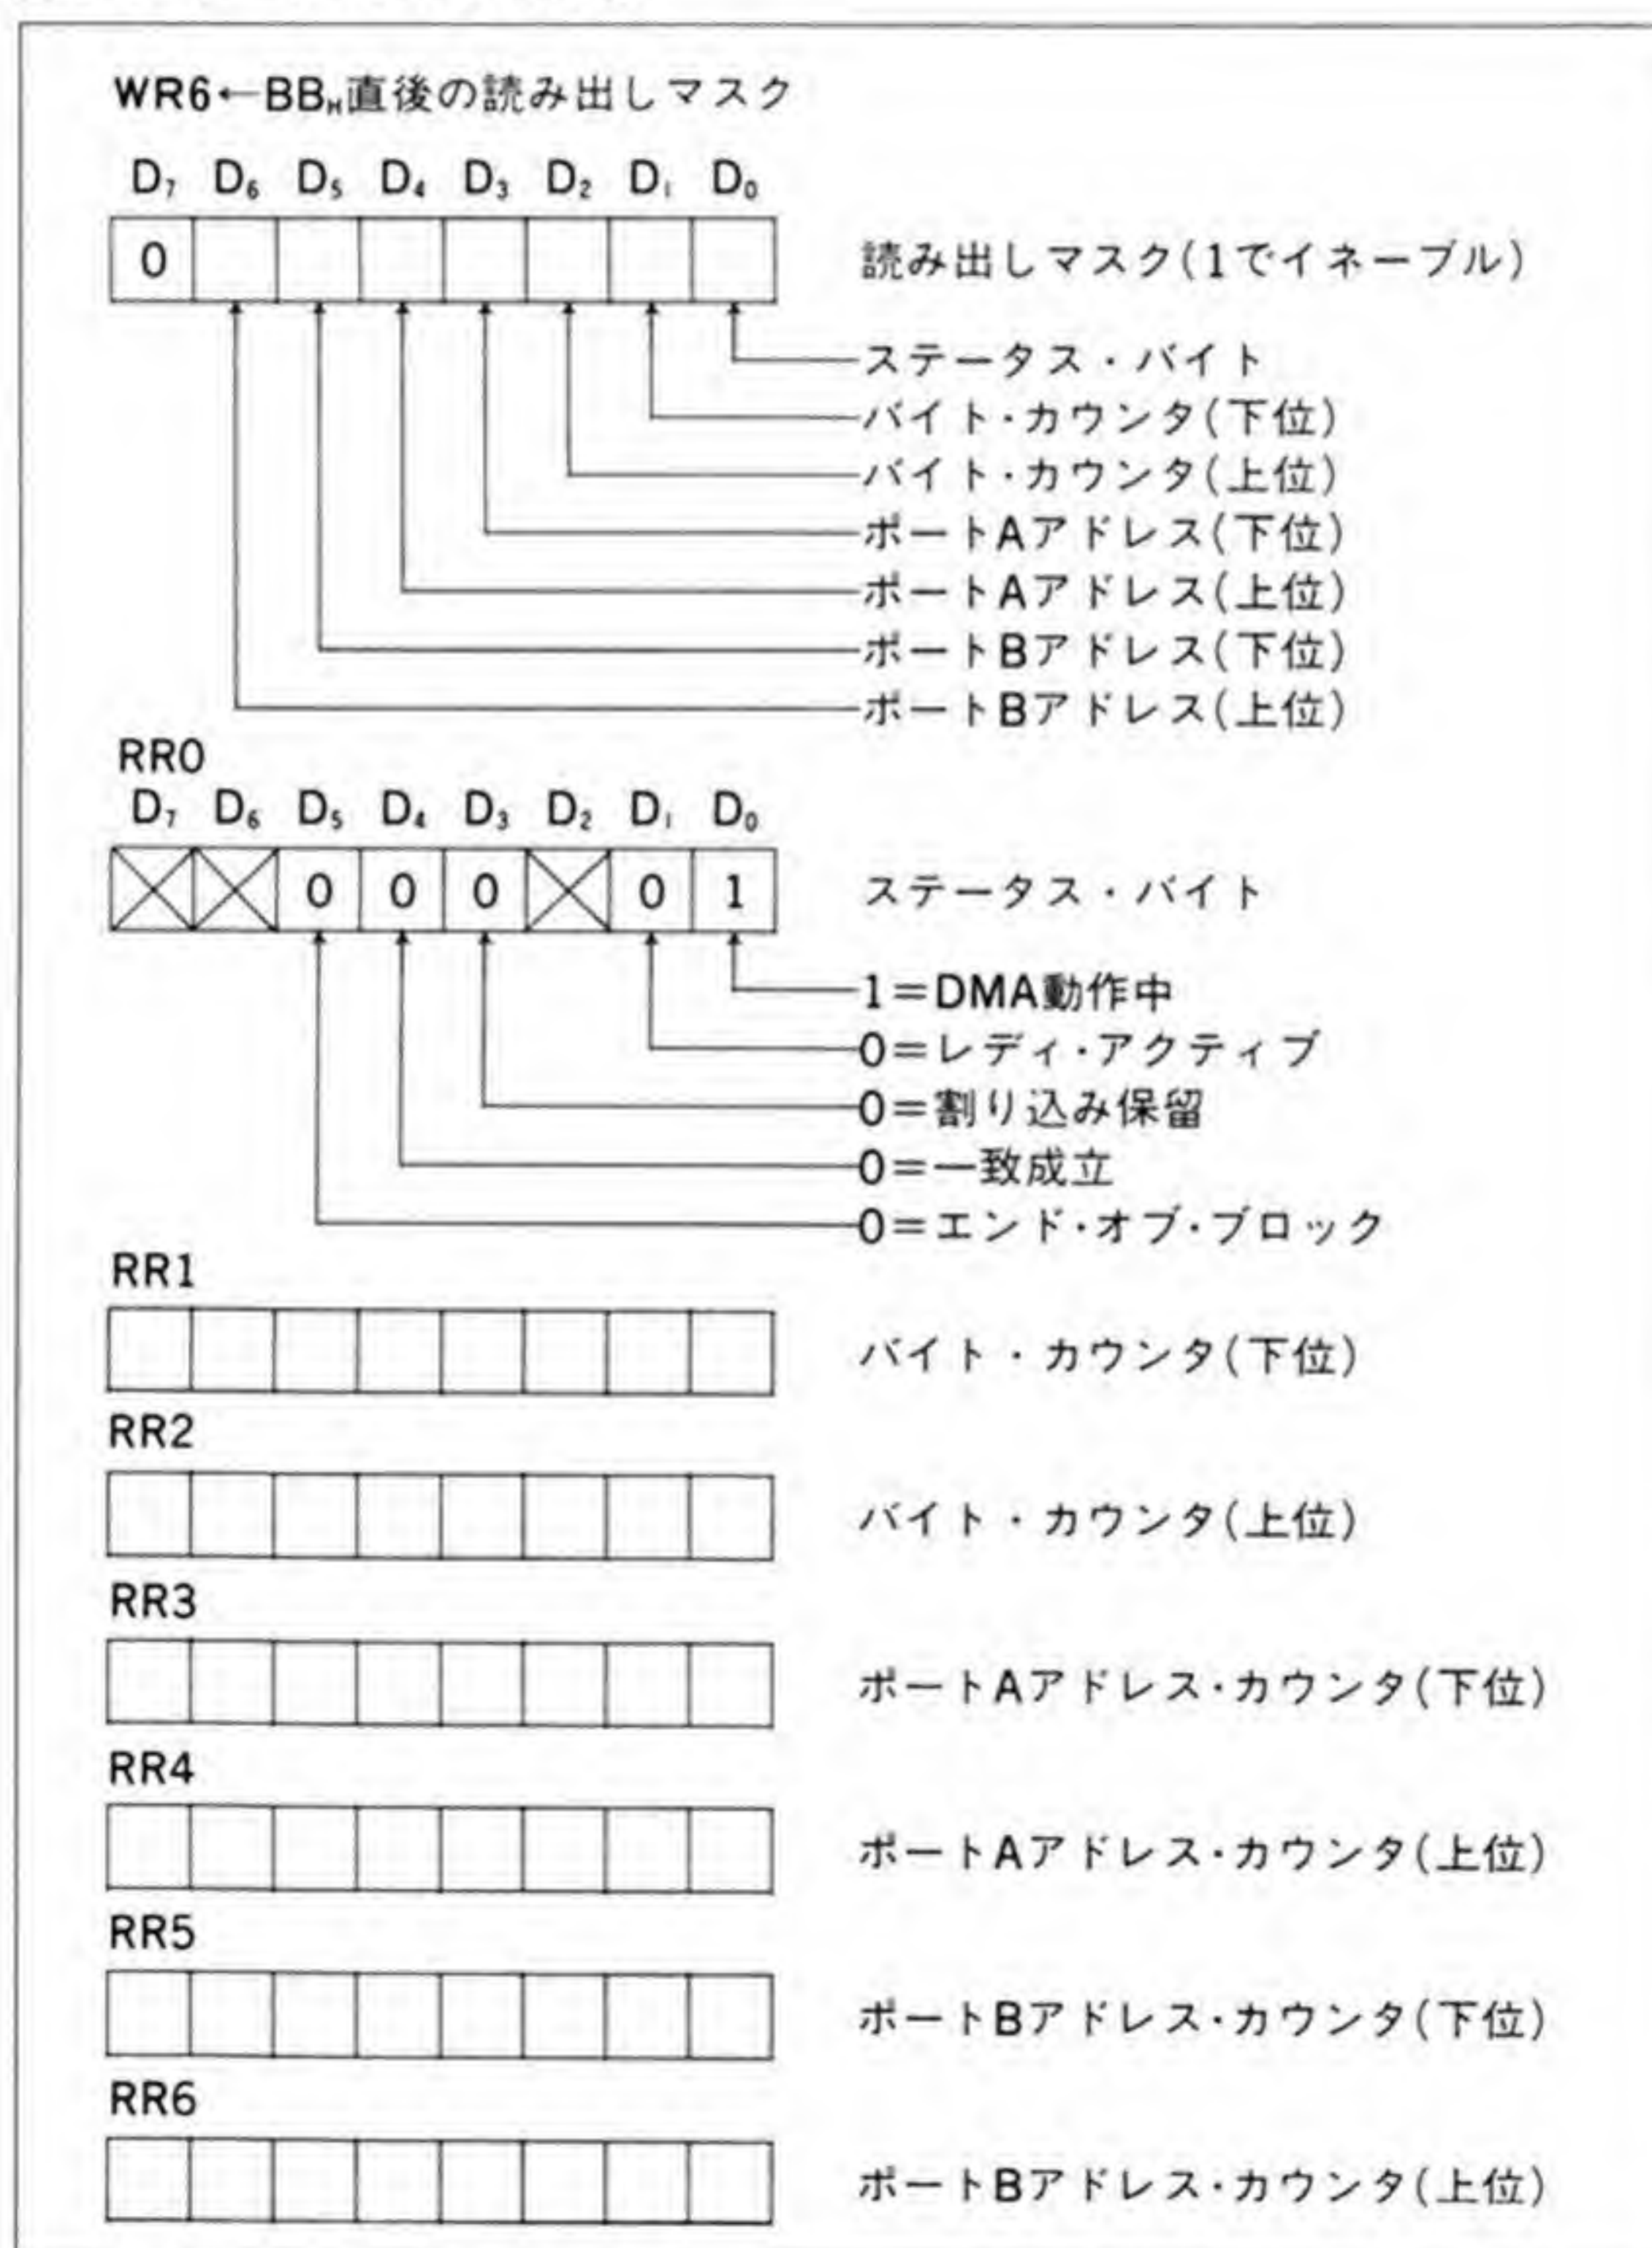 WR6←BBH直後の読み出しマスク
D7 D6 D5 D4 D3 D2 D1 D0
0 読み出しマスク(1でイネーブル)
ステータス・バイト
バイト・カウンタ(下位)
バイト・カウンタ(上位)
ポートAアドレス(下位)
ポートAアドレス(上位)
ポートBアドレス(下位)
ポートBアドレス(上位)
RR0
D7 D6 D5 D4 D3 D2 D1 D0
0 0 0 0 1 ステータス・バイト
1=DMA動作中
0=レディ・アクティブ
0=割り込み保留
0=一致成立
0=エンド・オブ・ブロック
RR1
バイト・カウンタ(下位)
RR2
バイト・カウンタ(上位)
RR3
ポートAアドレス・カウンタ(下位)
RR4
ポートAアドレス・カウンタ(上位)
RR5
ポートBアドレス・カウンタ(下位)
RR6
ポートBアドレス・カウンタ(上位)